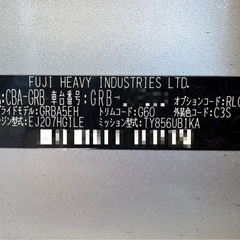 FUJI HEAVY INDUSTRIES LTD.
:CBA-GRB 車台番号:GRB- オプションコード:RLC
ライドモデル:GRBA5EH トリムコード:G60 外装色コード:C3S
ジン型式:EJ207HG1LE ミッション型式:TY856UB1KA